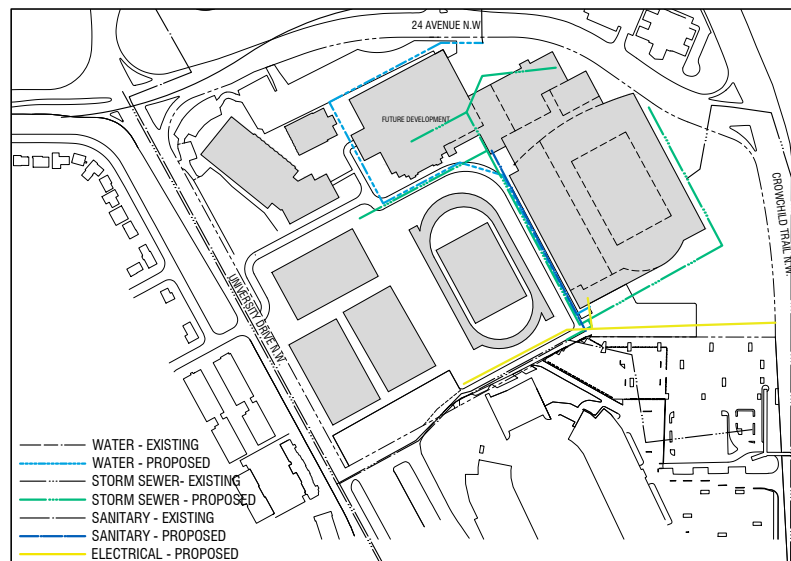 24 AVENUE N.W.
FUTURE DEVELOPMENT
CROWCHILD TRAIL N.W.
UNIVERSITY DRIVE N.W.
WATER - EXISTING
WATER - PROPOSED
STORM SEWER- EXISTING
STORM SEWER - PROPOSED
SANITARY - EXISTING
SANITARY - PROPOSED
ELECTRICAL - PROPOSED